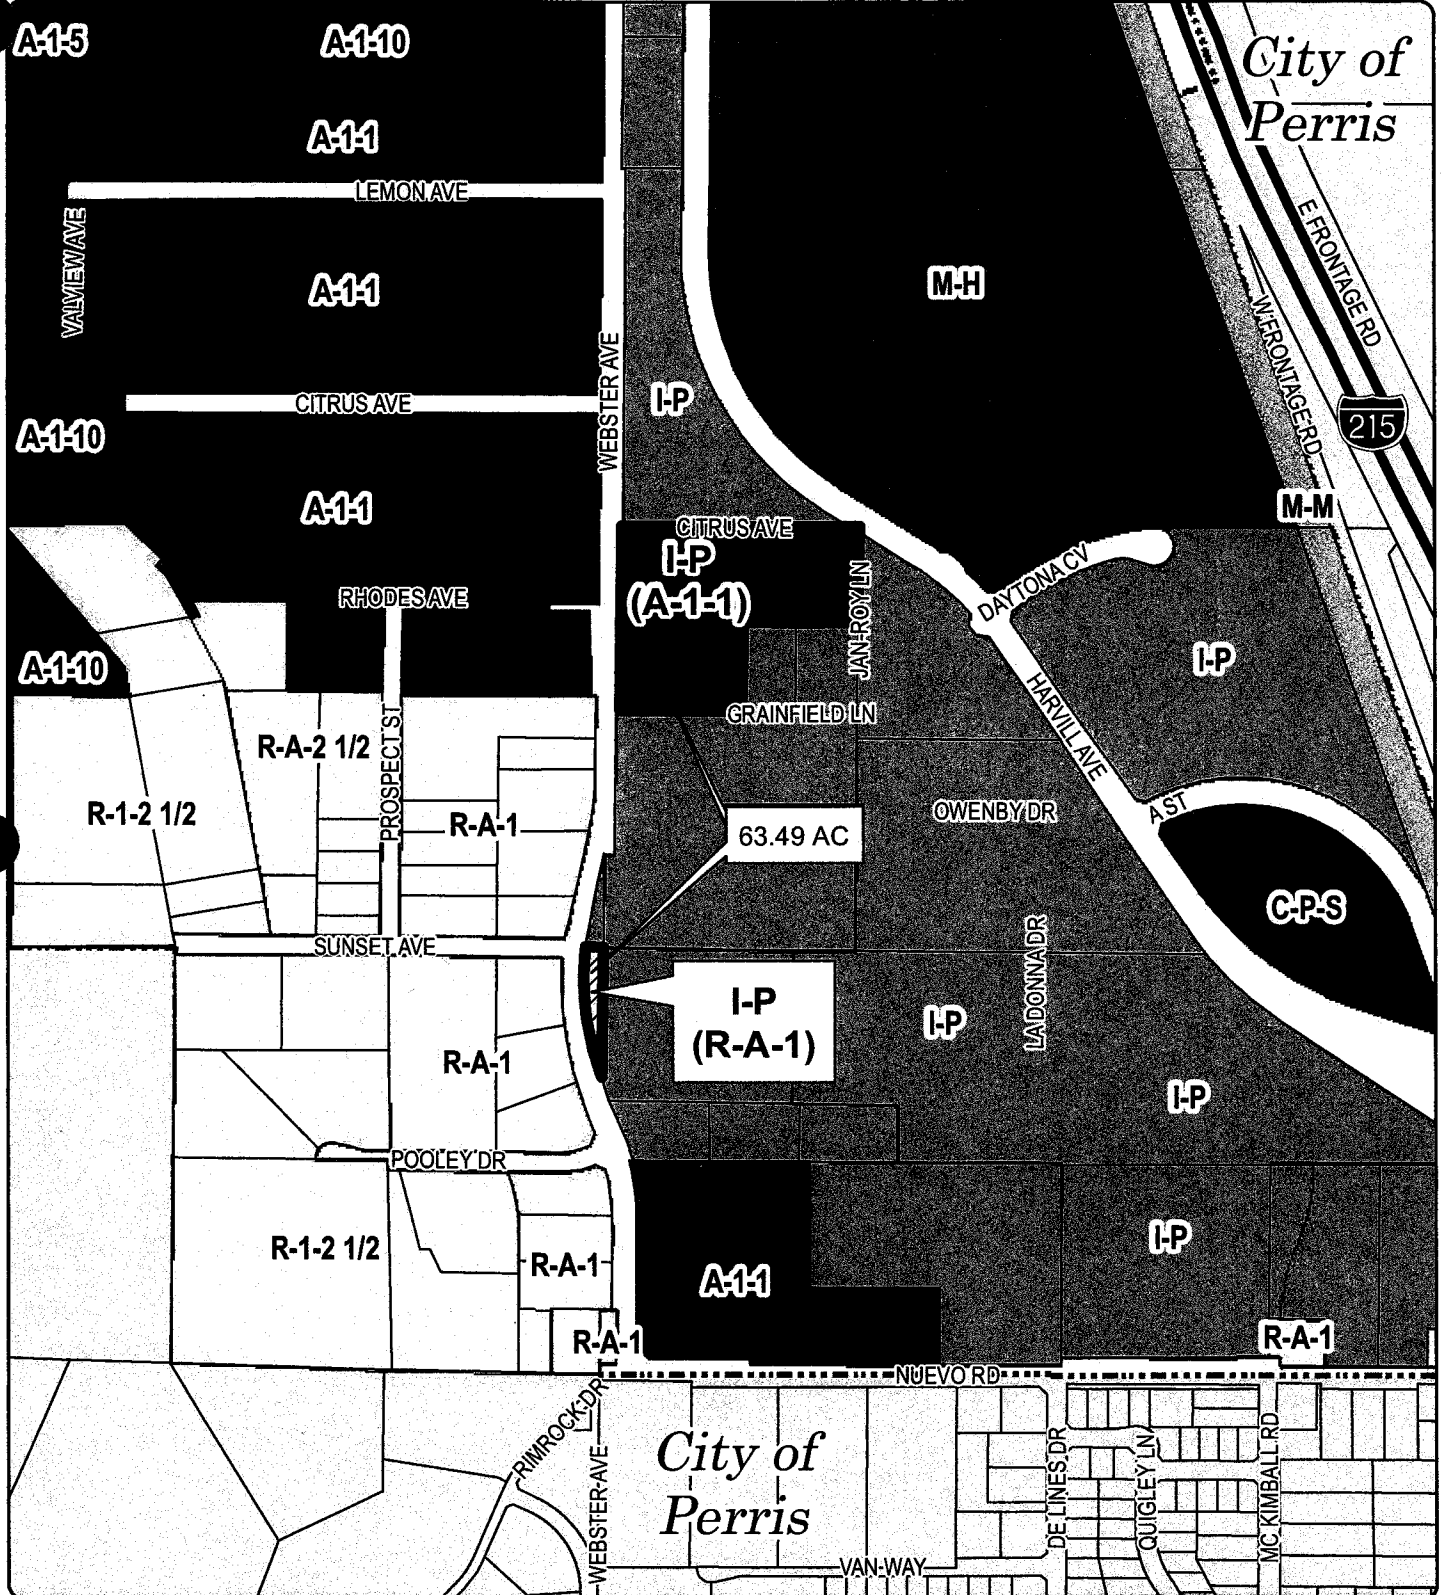 A-1-5
A-1-10
City of
Perris
A-1-1
LEMON AVE
VALVIEW AVE
E FRONTAGE RD
A-1-1
M-H
W FRONTAGE RD
WEBSTER AVE
I-P
CITRUS AVE
215
A-1-10
A-1-1
M-M
CITRUS AVE
I-P
(A-1-1)
DAYTONA CV
RHODES AVE
JAN-ROY LN
A-1-10
I-P
GRAINFIELD LN
HARVILL AVE
R-A-2 1/2
PROSPECT ST
R-1-2 1/2
R-A-1
63.49 AC
OWENBY DR
A ST
C-P-S
SUNSET AVE
LA DONNA DR
I-P
(R-A-1)
I-P
R-A-1
I-P
POOLEY DR
R-1-2 1/2
R-A-1
A-1-1
I-P
R-A-1
R-A-1
NUEVO RD
RIMROCK DR
WEBSTER AVE
City of
Perris
DE LINES DR
QUIGLEY LN
MC KIMBALL RD
VAN WAY